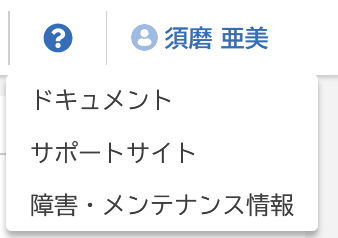 須磨 亜美
ドキュメント
サポートサイト
障害・メンテナンス情報